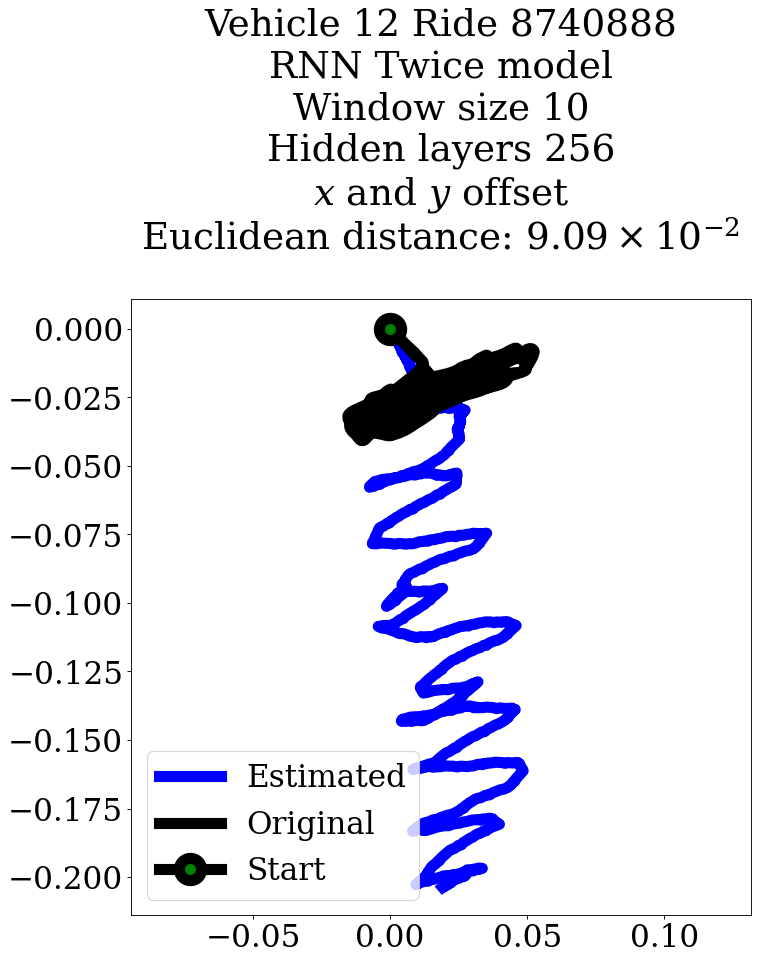 Vehicle 12 Ride 8740888
RNN Twice model
Window size 10
Hidden layers 256
x and y offset
Euclidean distance: 9.09 × 10⁻²
0.000
−0.025
−0.050
−0.075
−0.100
−0.125
−0.150
−0.175
−0.200
Estimated
Original
Start
−0.05 0.00 0.05 0.10